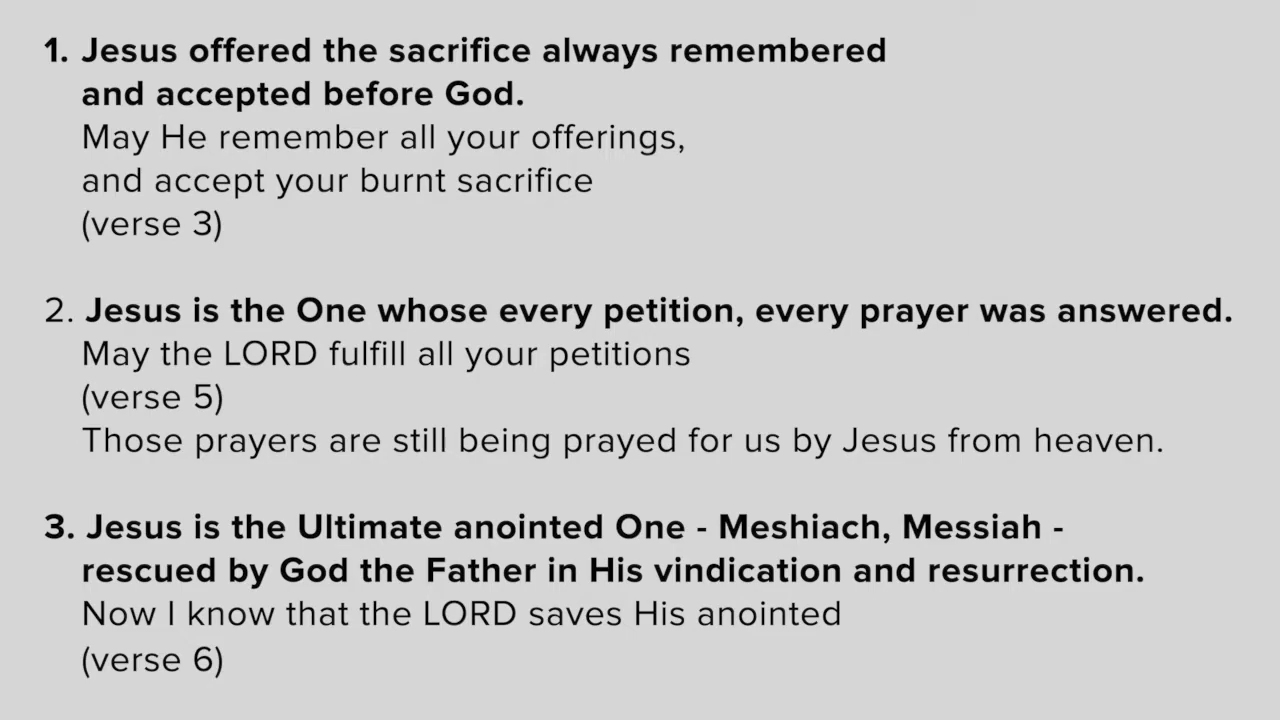 1. Jesus offered the sacrifice always remembered
and accepted before God.
May He remember all your offerings,
and accept your burnt sacrifice
(verse 3)
2. Jesus is the One whose every petition, every prayer was answered.
May the LORD fulfill all your petitions
(verse 5)
Those prayers are still being prayed for us by Jesus from heaven.
3. Jesus is the Ultimate anointed One - Meshiach, Messiah -
rescued by God the Father in His vindication and resurrection.
Now I know that the LORD saves His anointed
(verse 6)